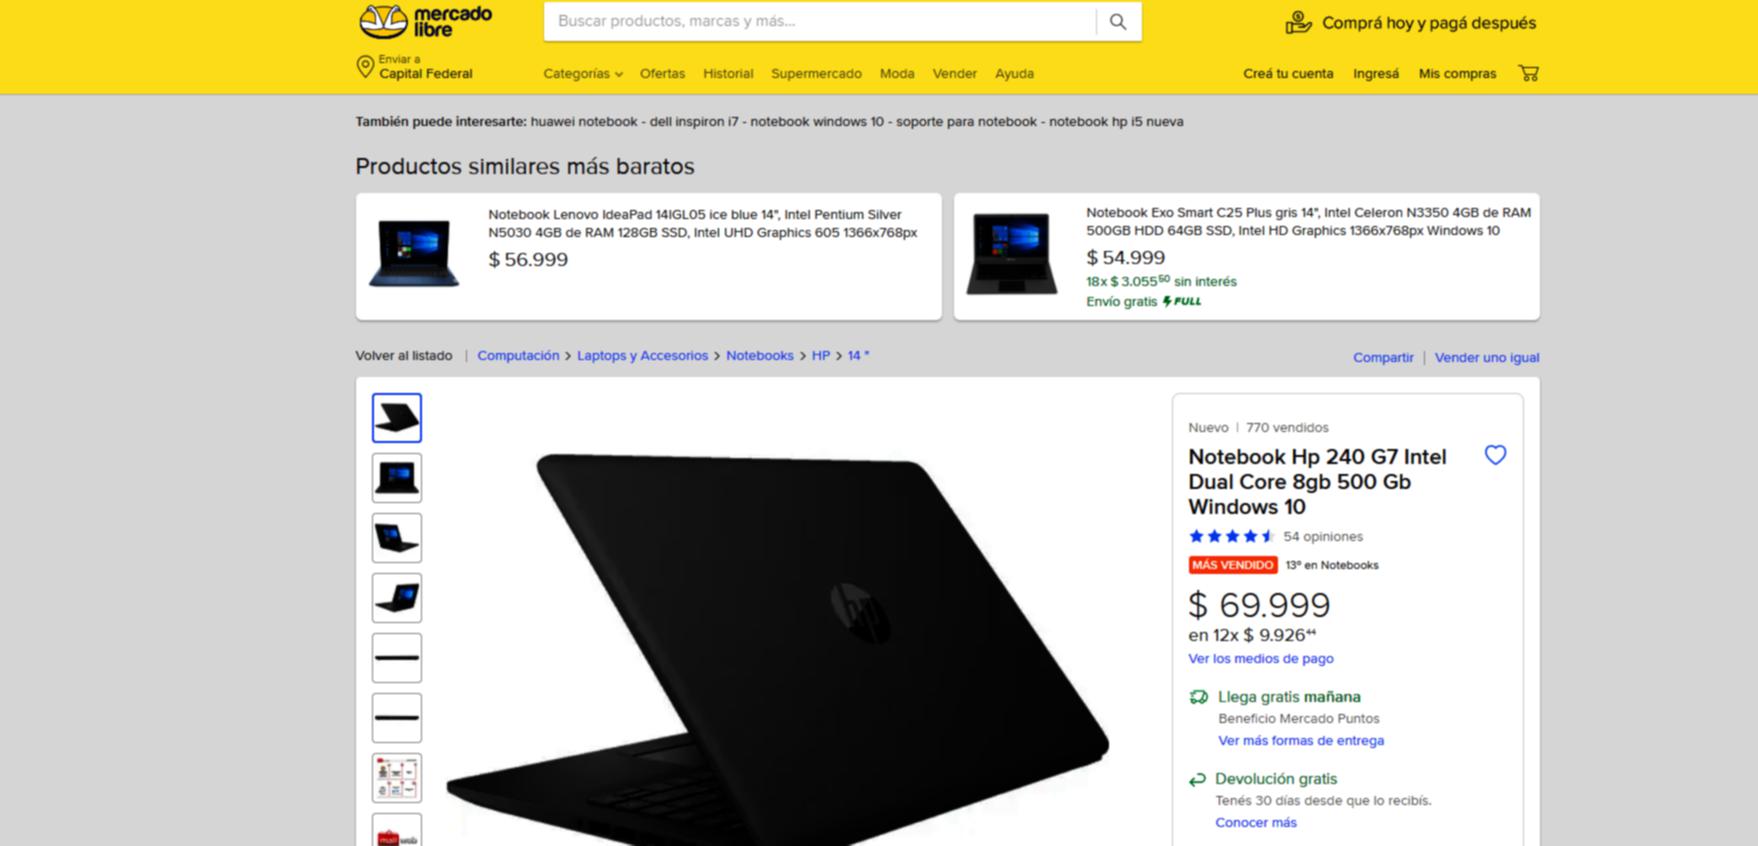 mercado
libre
Buscar productos, marcas y más...
Comprá hoy y pagá después
Enviar a
Capital Federal
Categorías
Ofertas
Historial
Supermercado
Moda
Vender
Ayuda
Creá tu cuenta
Ingresá
Mis compras
También puede interesarte: huawei notebook - dell inspiron i7 - notebook windows 10 - soporte para notebook - notebook hp i5 nueva
Productos similares más baratos
Notebook Lenovo IdeaPad 14IGL05 ice blue 14", Intel Pentium Silver
N5030 4GB de RAM 128GB SSD, Intel UHD Graphics 605 1366x768px
$ 56.999
Notebook Exo Smart C25 Plus gris 14", Intel Celeron N3350 4GB de RAM
500GB HDD 64GB SSD, Intel HD Graphics 1366x768px Windows 10
$ 54.999
18x $ 3.055⁵⁰ sin interés
Envío gratis FULL
Volver al listado | Computación > Laptops y Accesorios > Notebooks > HP > 14 "
Compartir | Vender uno igual
hp
Nuevo | 770 vendidos
Notebook Hp 240 G7 Intel
Dual Core 8gb 500 Gb
Windows 10
54 opiniones
MÁS VENDIDO 13º en Notebooks
$ 69.999
en 12x $ 9.926⁴⁴
Ver los medios de pago
Llega gratis mañana
Beneficio Mercado Puntos
Ver más formas de entrega
Devolución gratis
Tenés 30 días desde que lo recibís.
Conocer más